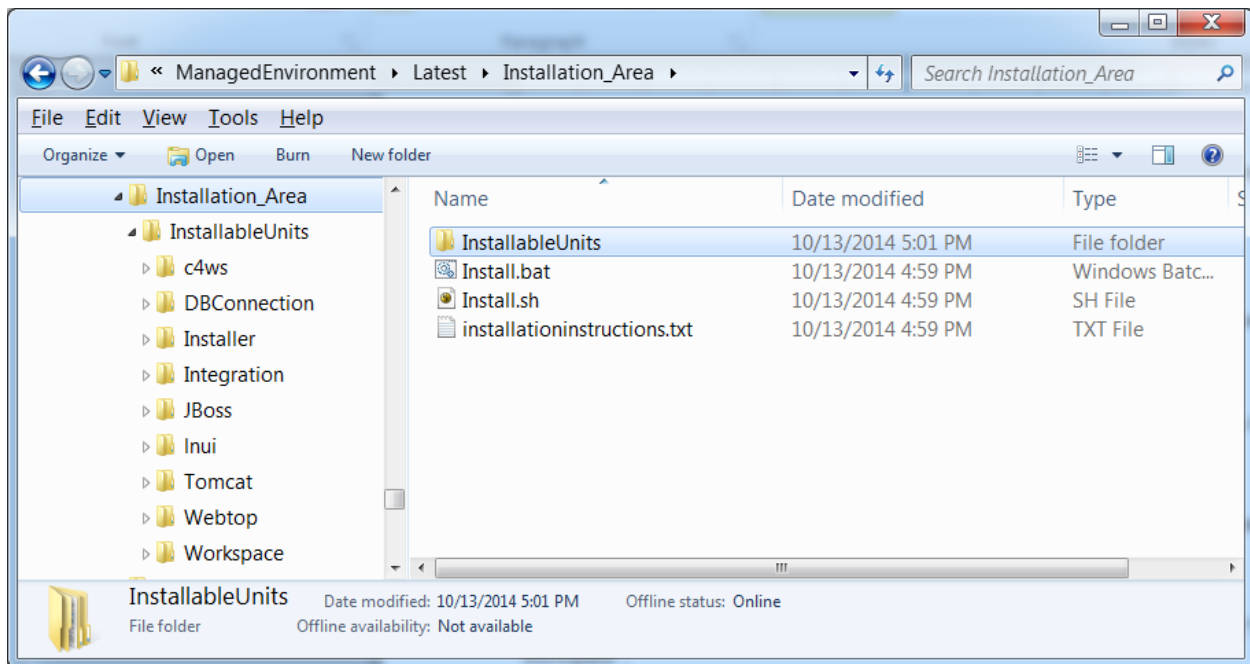 « ManagedEnvironment ▸ Latest ▸ Installation_Area ▸ Search Installation_Area
File Edit View Tools Help
Organize ▼ Open Burn New folder
Installation_Area
InstallableUnits
c4ws
DBConnection
Installer
Integration
JBoss
lnui
Tomcat
Webtop
Workspace
Name Date modified Type S
InstallableUnits 10/13/2014 5:01 PM File folder
Install.bat 10/13/2014 4:59 PM Windows Batc...
Install.sh 10/13/2014 4:59 PM SH File
installationinstructions.txt 10/13/2014 4:59 PM TXT File
InstallableUnits Date modified: 10/13/2014 5:01 PM Offline status: Online
File folder Offline availability: Not available